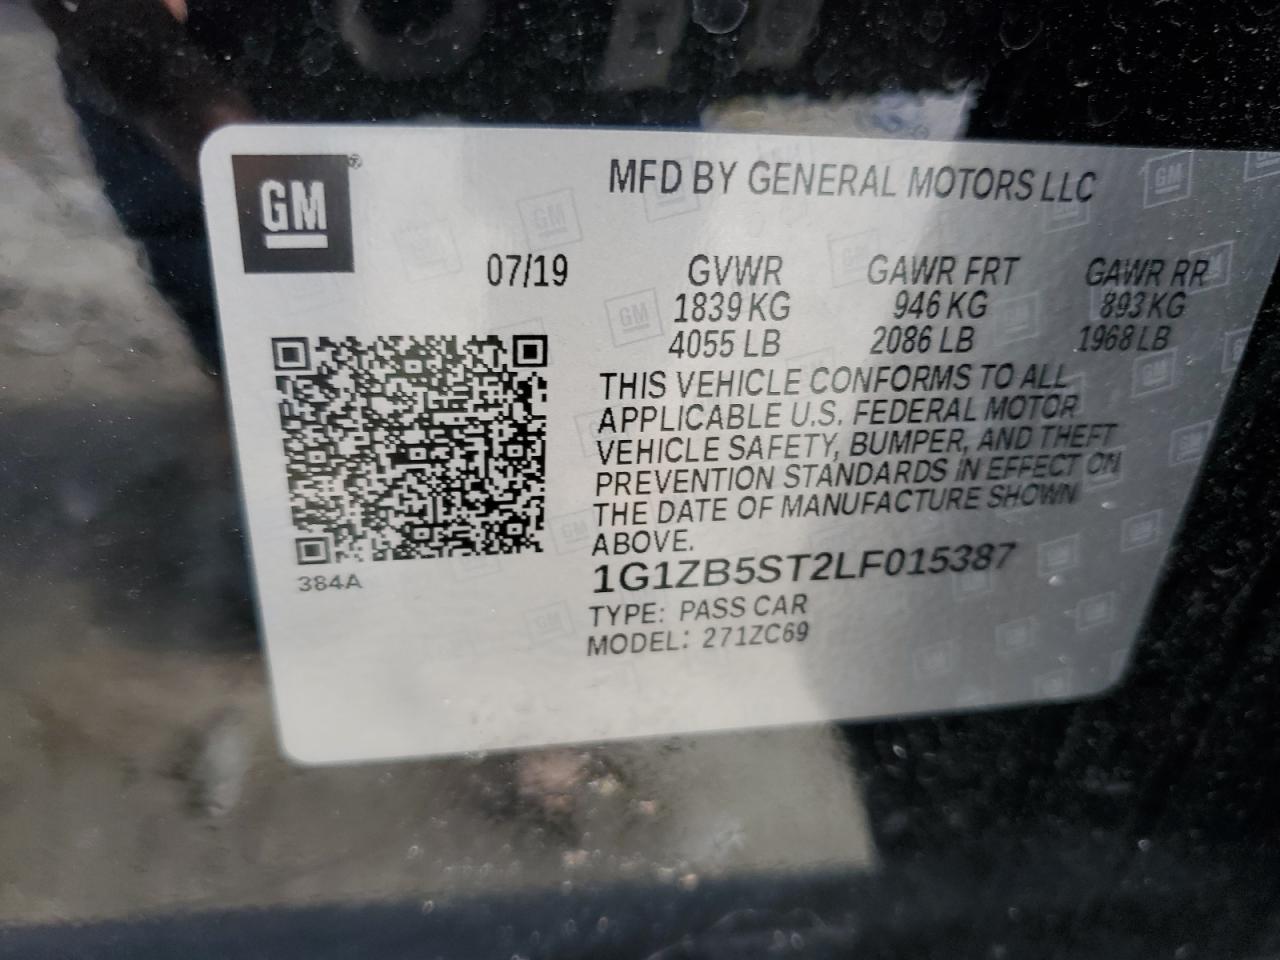 GM
MFD BY GENERAL MOTORS LLC
07/19 GVWR GAWR FRT GAWR RR
1839 KG 946 KG 893 KG
4055 LB 2086 LB 1968 LB
THIS VEHICLE CONFORMS TO ALL
APPLICABLE U.S. FEDERAL MOTOR
VEHICLE SAFETY, BUMPER, AND THEFT
PREVENTION STANDARDS IN EFFECT ON
THE DATE OF MANUFACTURE SHOWN
ABOVE.
384A
1G1ZB5ST2LF015387
TYPE: PASS CAR
MODEL: 271ZC69